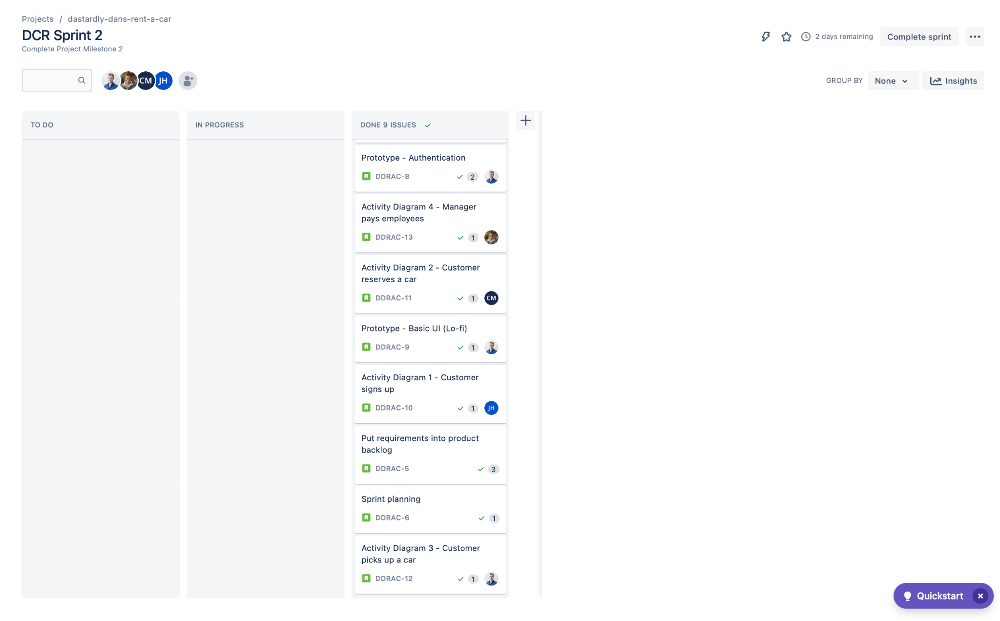 Projects / dastardly-dans-rent-a-car
DCR Sprint 2
Complete Project Milestone 2
2 days remaining
Complete sprint
CM
JH
GROUP BY
None
Insights
TO DO
IN PROGRESS
DONE 9 ISSUES
Prototype - Authentication
DDRAC-8
2
Activity Diagram 4 - Manager
pays employees
DDRAC-13
1
Activity Diagram 2 - Customer
reserves a car
DDRAC-11
1
CM
Prototype - Basic UI (Lo-fi)
DDRAC-9
1
Activity Diagram 1 - Customer
signs up
DDRAC-10
1
JH
Put requirements into product
backlog
DDRAC-5
3
Sprint planning
DDRAC-6
1
Activity Diagram 3 - Customer
picks up a car
DDRAC-12
1
Quickstart